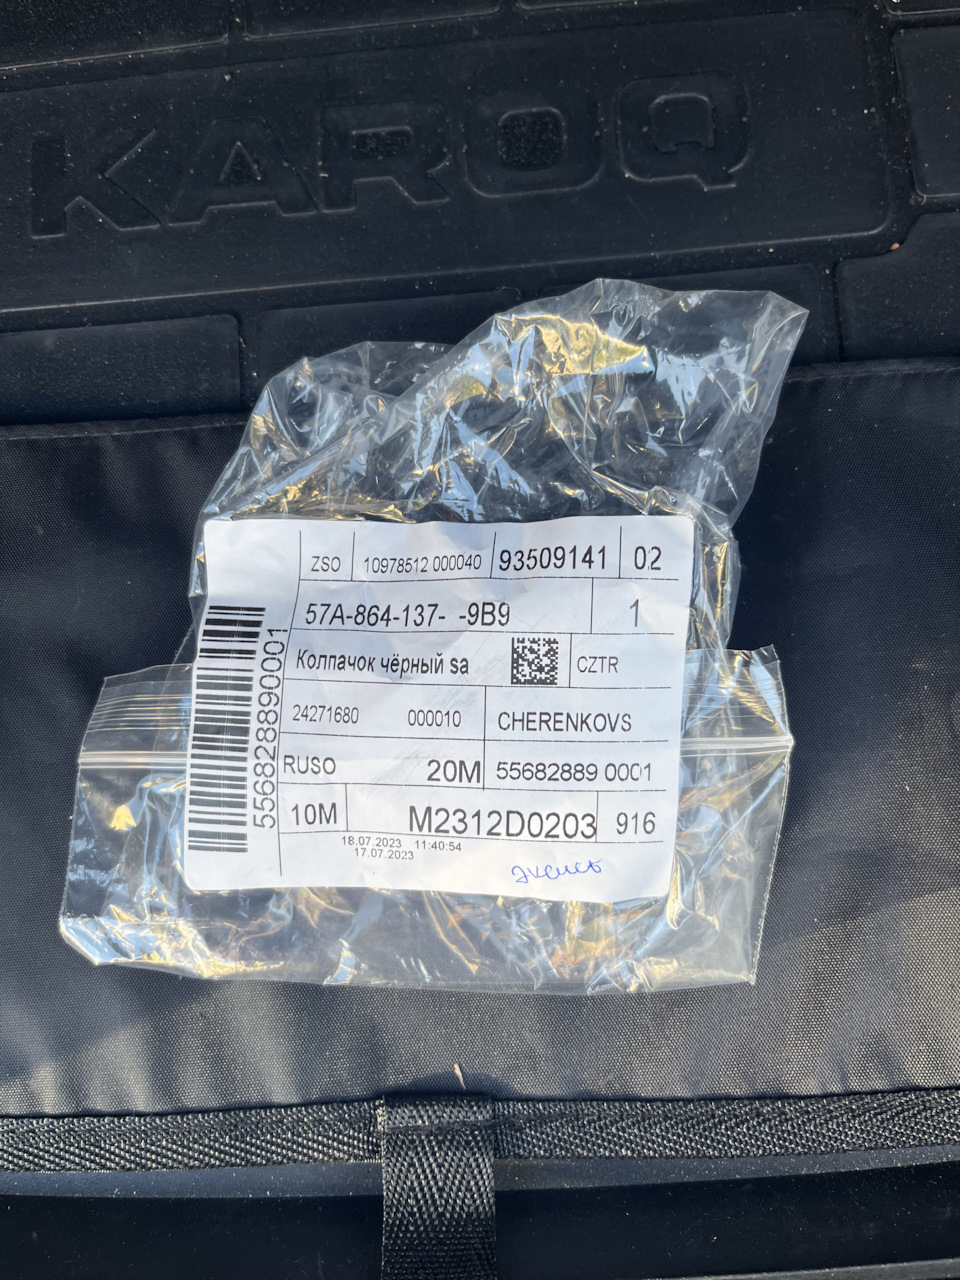 KAROQ
ZSO 10978512 000040 93509141 02
57A-864-137- -9B9 1
Колпачок чёрный sa CZTR
24271680 000010 CHERENKOVS
RUSO 20M 55682889 0001
10M M2312D0203 916
18.07.2023 11:40:54
17.07.2023
556828890001